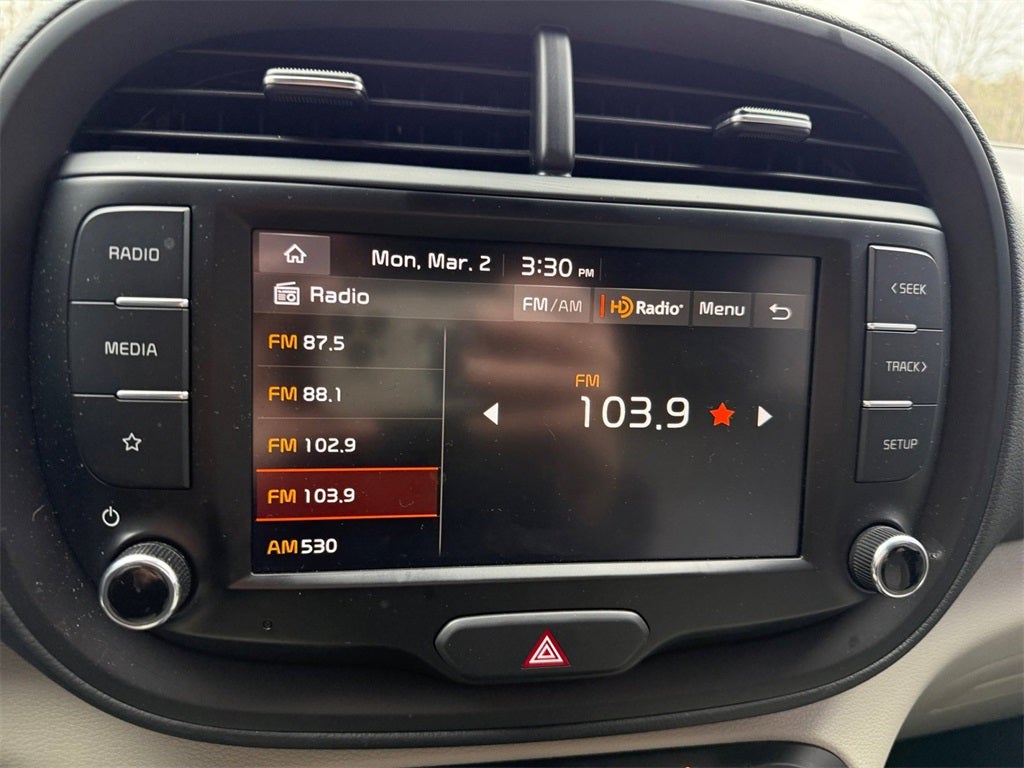 Mon, Mar. 2 3:30 PM
Radio FM/AM HD Radio® Menu
FM 87.5
FM 88.1
FM 102.9
FM 103.9
AM 530
FM
103.9
RADIO
MEDIA
< SEEK
TRACK >
SETUP